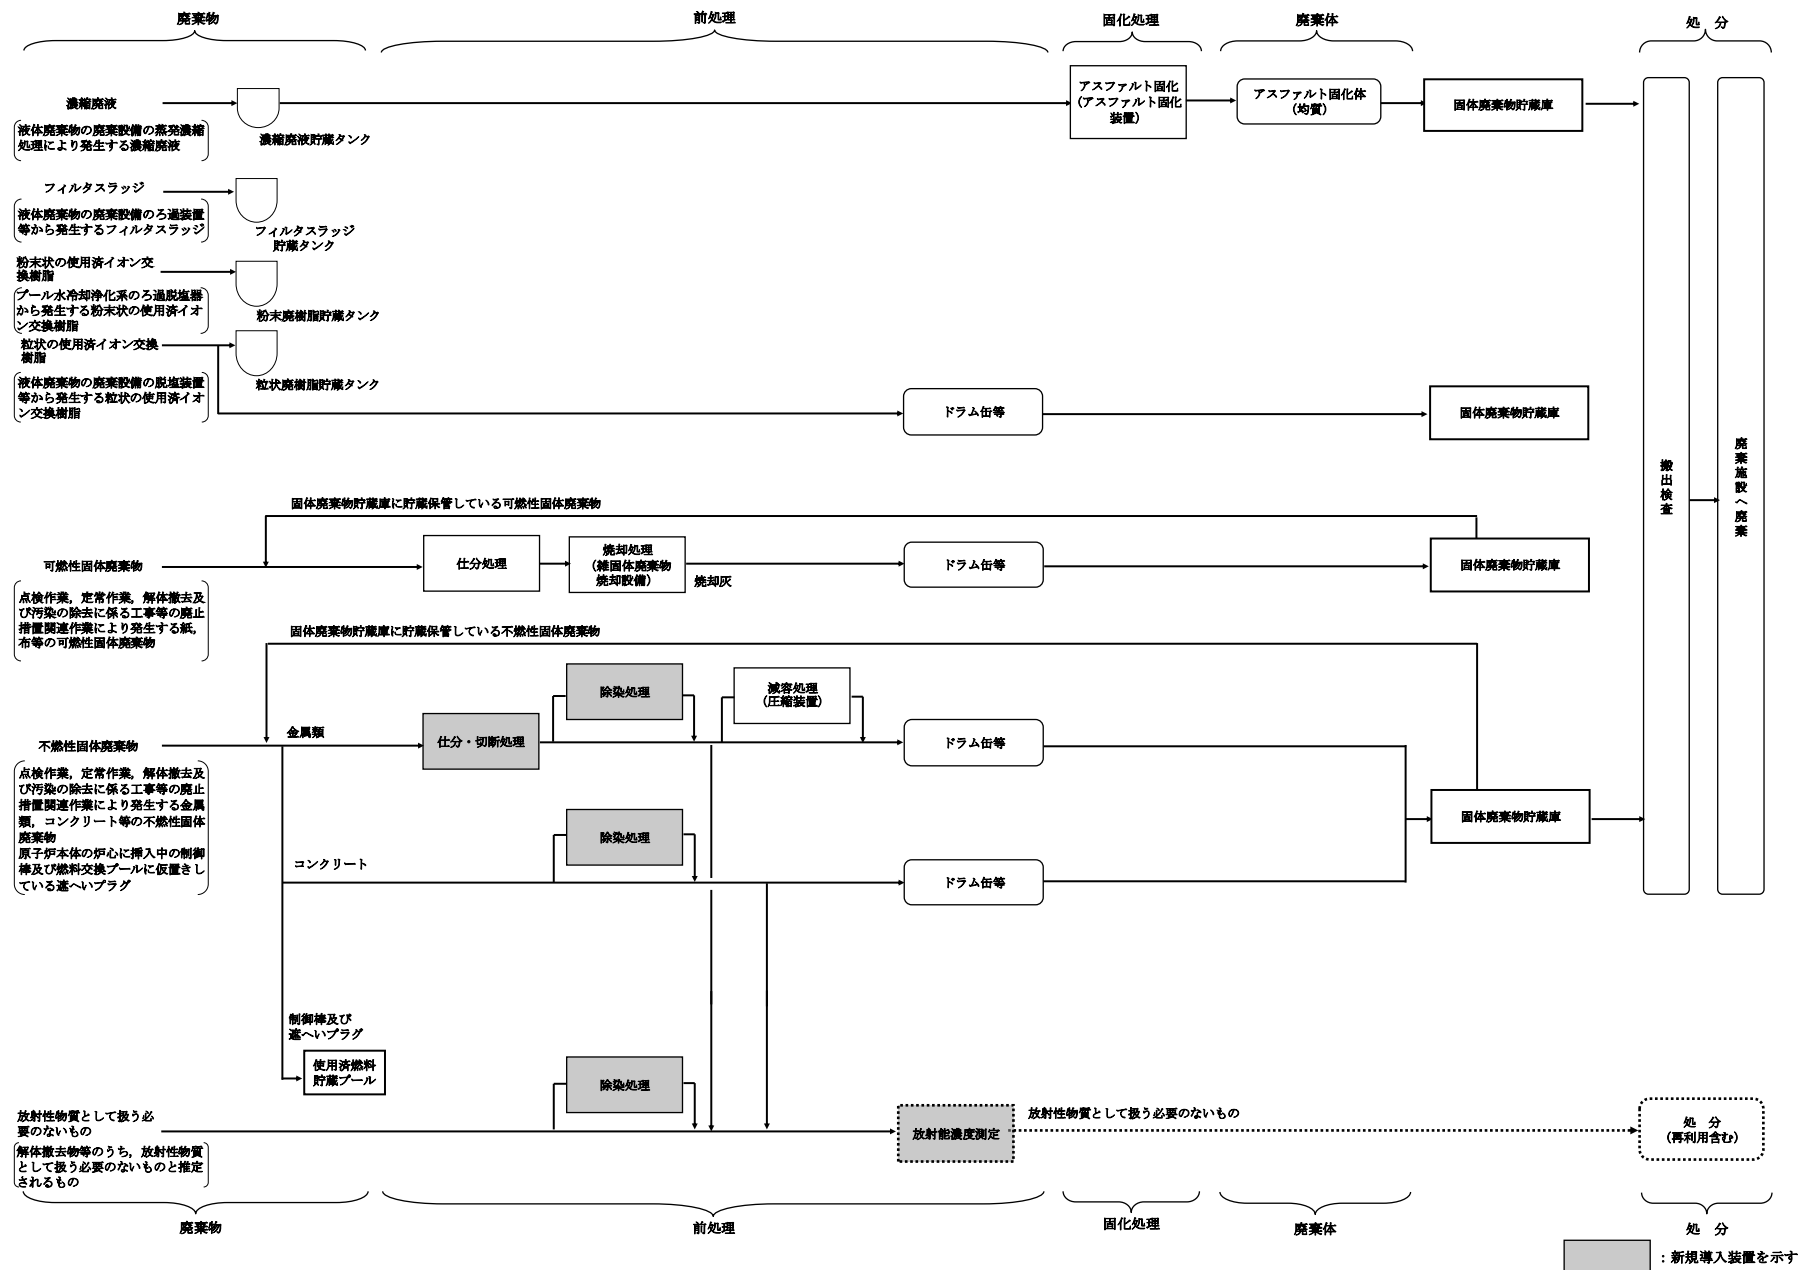 廃棄物
前処理
固化処理
廃棄体
処　分
濃縮廃液
液体廃棄物の廃棄設備の蒸発濃縮
処理により発生する濃縮廃液
濃縮廃液貯蔵タンク
アスファルト固化
(アスファルト固化
装置)
アスファルト固化体
(均質)
固体廃棄物貯蔵庫
フィルタスラッジ
液体廃棄物の廃棄設備のろ過装置
等から発生するフィルタスラッジ
フィルタスラッジ
貯蔵タンク
粉末状の使用済イオン交
換樹脂
プール水冷却浄化系のろ過脱塩器
から発生する粉末状の使用済イオ
ン交換樹脂
粉末廃樹脂貯蔵タンク
粒状の使用済イオン交換
樹脂
液体廃棄物の廃棄設備の脱塩装置
等から発生する粒状の使用済イオ
ン交換樹脂
粒状廃樹脂貯蔵タンク
ドラム缶等
固体廃棄物貯蔵庫
搬出検査
廃棄施設へ廃棄
固体廃棄物貯蔵庫に貯蔵保管している可燃性固体廃棄物
可燃性固体廃棄物
点検作業，定常作業，解体撤去及
び汚染の除去に係る工事等の廃止
措置関連作業により発生する紙，
布等の可燃性固体廃棄物
仕分処理
焼却処理
(雑固体廃棄物
焼却設備)
焼却灰
ドラム缶等
固体廃棄物貯蔵庫
固体廃棄物貯蔵庫に貯蔵保管している不燃性固体廃棄物
不燃性固体廃棄物
点検作業，定常作業，解体撤去及
び汚染の除去に係る工事等の廃止
措置関連作業により発生する金属
類，コンクリート等の不燃性固体
廃棄物
原子炉本体の炉心に挿入中の制御
棒及び燃料交換プールに仮置きし
ている遮へいプラグ
金属類
仕分・切断処理
除染処理
減容処理
(圧縮装置)
ドラム缶等
コンクリート
除染処理
ドラム缶等
固体廃棄物貯蔵庫
制御棒及び
遮へいプラグ
使用済燃料
貯蔵プール
放射性物質として扱う必
要のないもの
解体撤去物等のうち，放射性物質
として扱う必要のないものと推定
されるもの
除染処理
放射能濃度測定
放射性物質として扱う必要のないもの
処　分
(再利用含む)
廃棄物
前処理
固化処理
廃棄体
処　分
：新規導入装置を示す